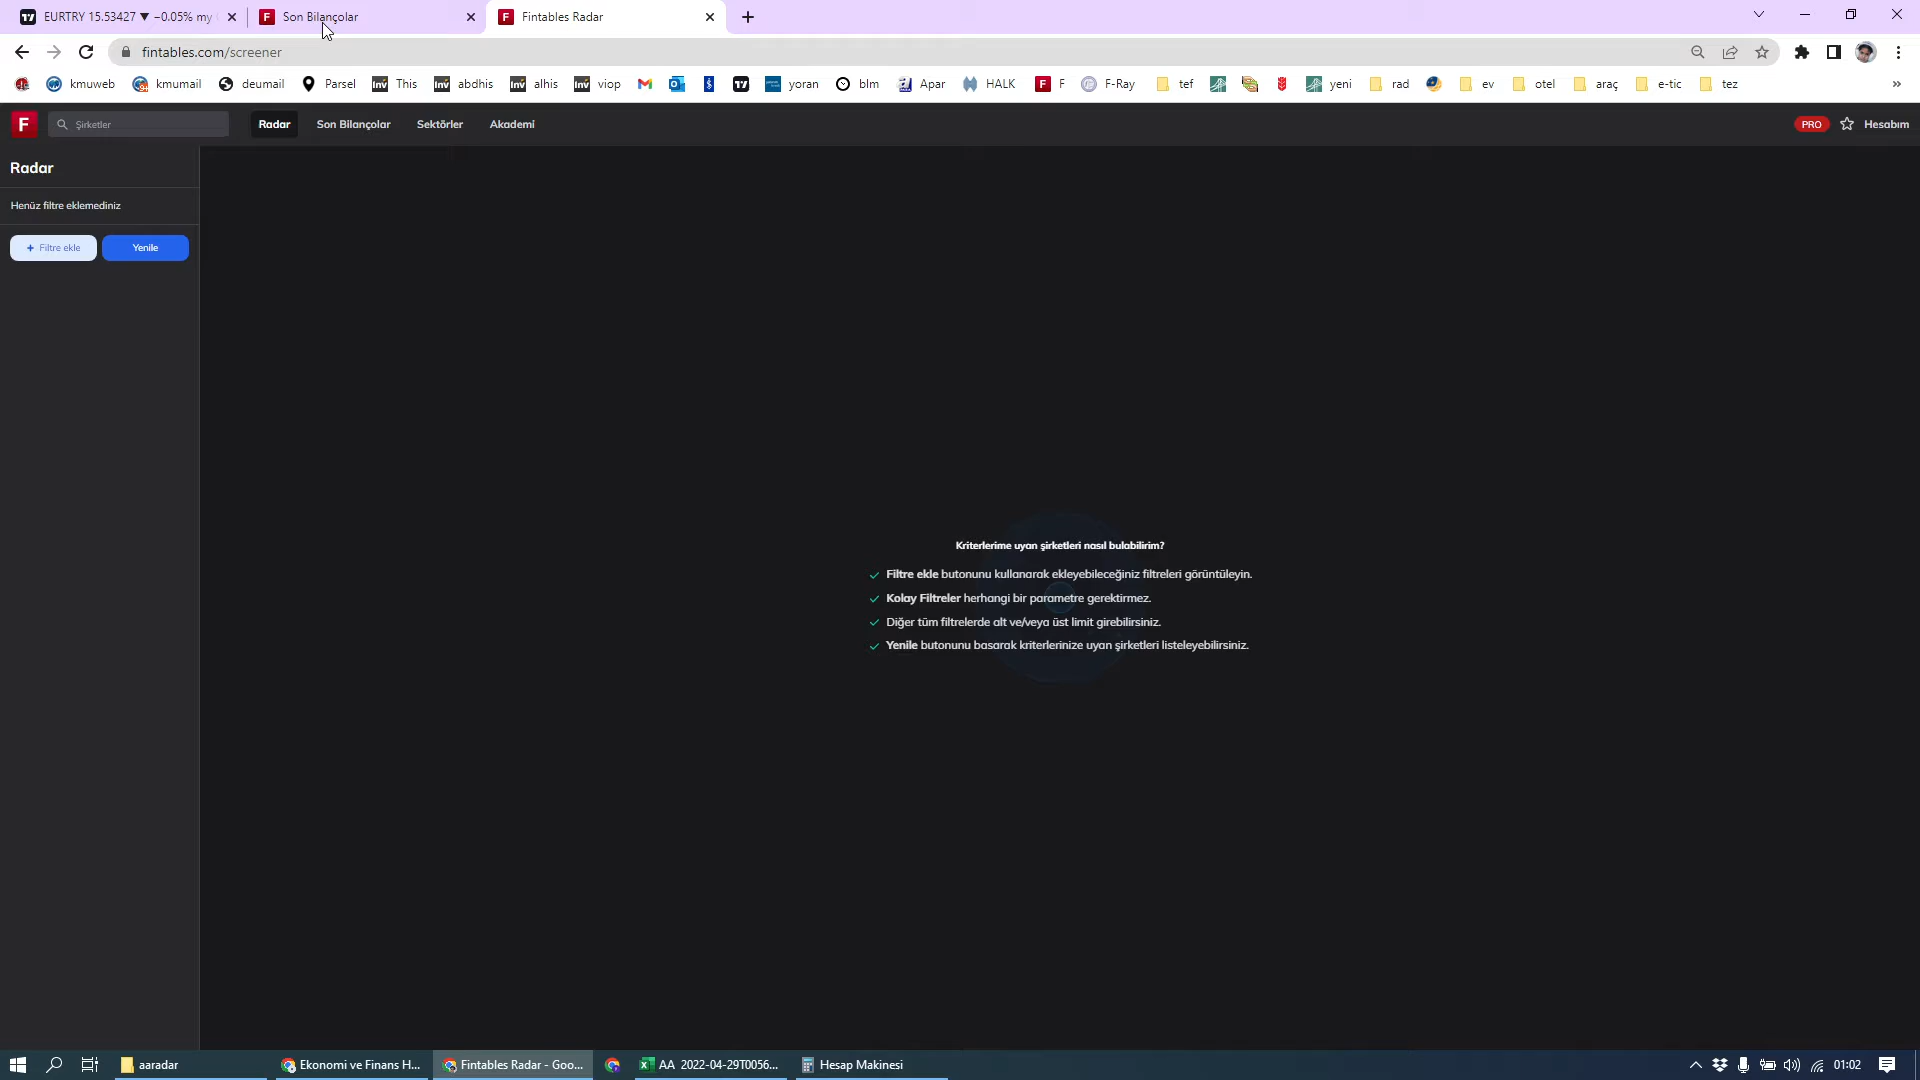 EURTRY 15.53427 ▼ −0.05% my
Son Bilançolar
Fintables Radar
fintables.com/screener
kmuweb
kmumail
deumail
Parsel
This
abdhis
alhis
viop
yoran
blm
Apar
HALK
F
F-Ray
tef
yeni
rad
ev
otel
araç
e-tic
tez
»
F
Şirketler
Radar
Son Bilançolar
Sektörler
Akademi
PRO
Hesabım
Radar
Henüz filtre eklemediniz
+ Filtre ekle
Yenile
Kriterlerime uyan şirketleri nasıl bulabilirim?
Filtre ekle butonunu kullanarak ekleyebileceğiniz filtreleri görüntüleyin.
Kolay Filtreler herhangi bir parametre gerektirmez.
Diğer tüm filtrelerde alt ve/veya üst limit girebilirsiniz.
Yenile butonunu basarak kriterlerinize uyan şirketleri listeleyebilirsiniz.
aaradar
Ekonomi ve Finans H...
Fintables Radar - Goo...
AA 2022-04-29T0056...
Hesap Makinesi
01:02